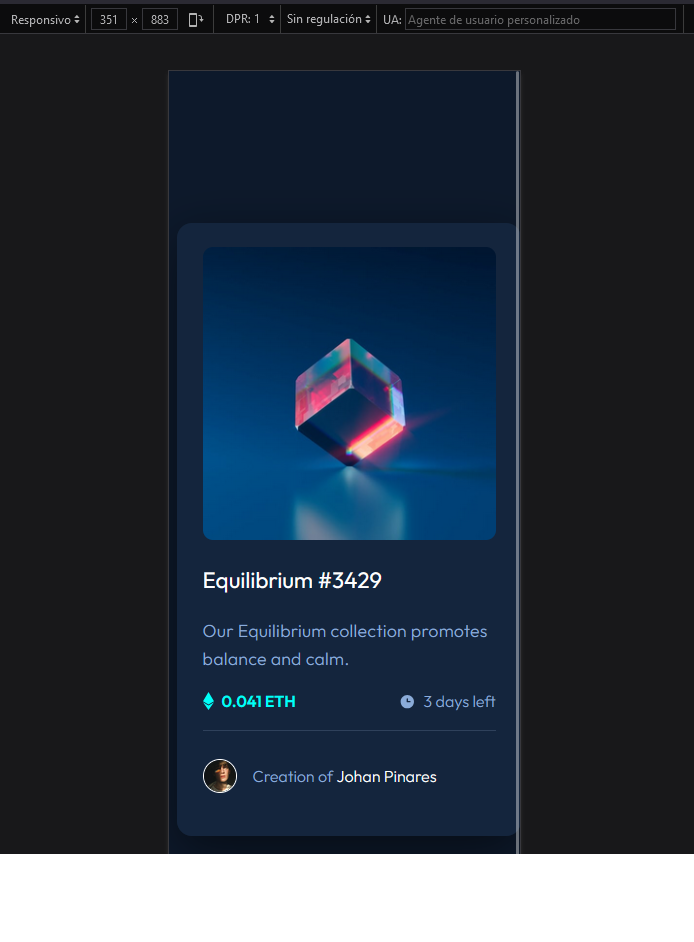 Responsivo 351 × 883 DPR: 1 Sin regulación UA: Agente de usuario personalizado
Equilibrium #3429
Our Equilibrium collection promotes
balance and calm.
0.041 ETH 3 days left
Creation of Johan Pinares